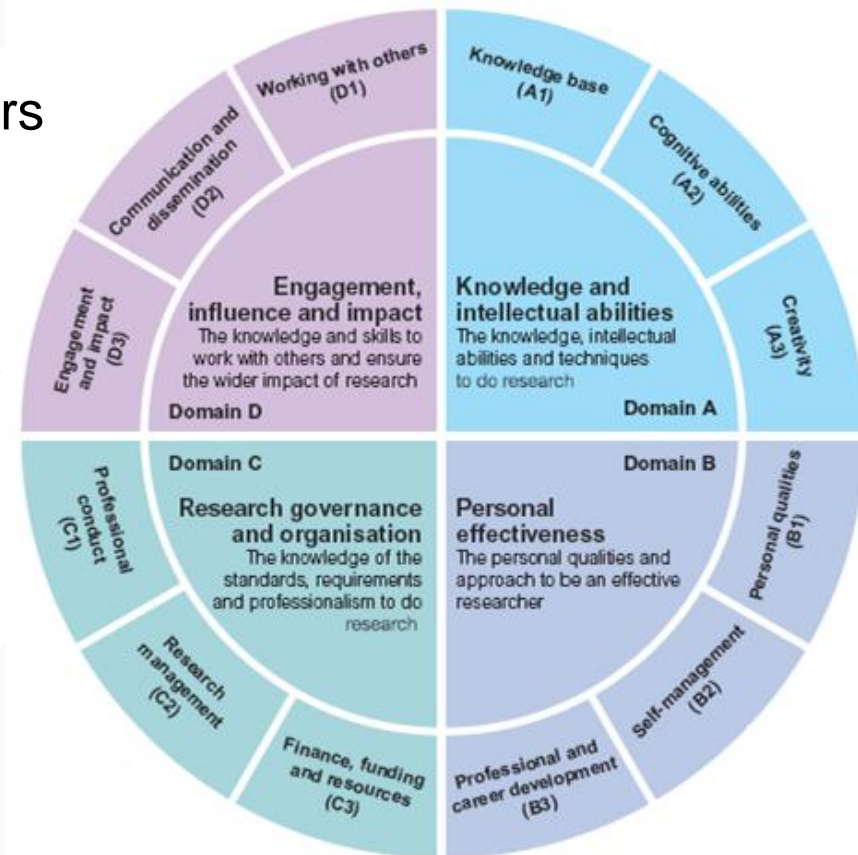 rs
Working with others
(D1)
Knowledge base
(A1)
Communication and
dissemination
(D2)
Cognitive abilities
(A2)
Engagement
and impact
(D3)
Creativity
(A3)
Engagement,
influence and impact
The knowledge and skills to
work with others and ensure
the wider impact of research
Domain D
Knowledge and
intellectual abilities
The knowledge, intellectual
abilities and techniques
to do research
Domain A
Domain C
Research governance
and organisation
The knowledge of the
standards, requirements
and professionalism to do
research
Domain B
Personal
effectiveness
The personal qualities and
approach to be an effective
researcher
Professional
conduct
(C1)
Personal qualities
(B1)
Research
management
(C2)
Self-management
(B2)
Finance, funding
and resources
(C3)
Professional and
career development
(B3)